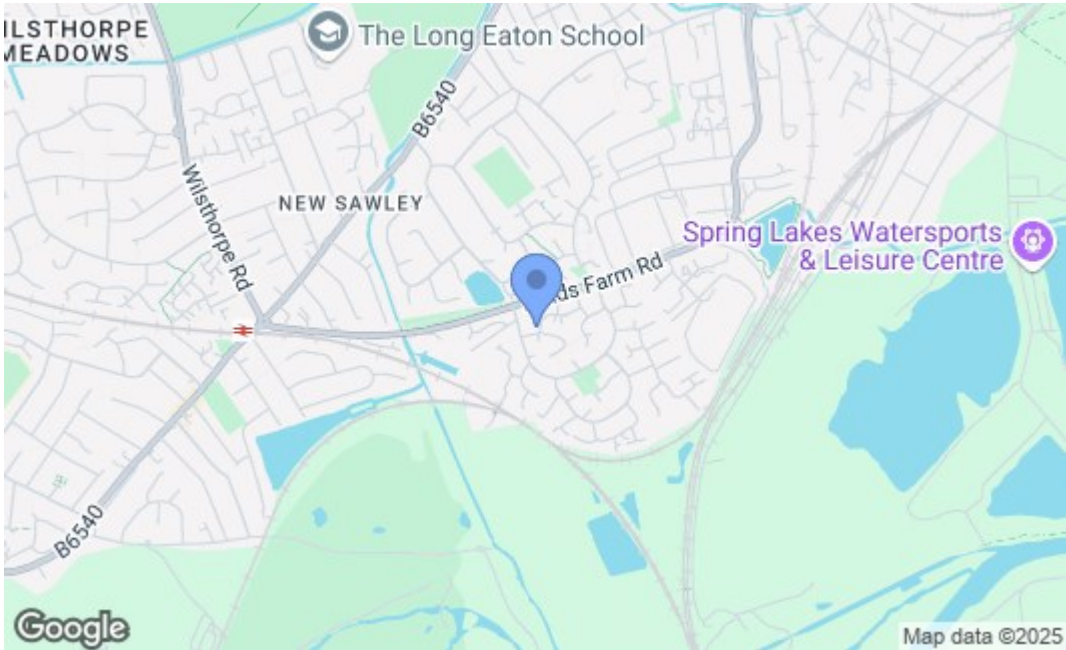 ILSTHORPE
MEADOWS
The Long Eaton School
B6540
Wilsthorpe Rd
NEW SAWLEY
Spring Lakes Watersports
& Leisure Centre
ds Farm Rd
B6540
Google
Map data ©2025